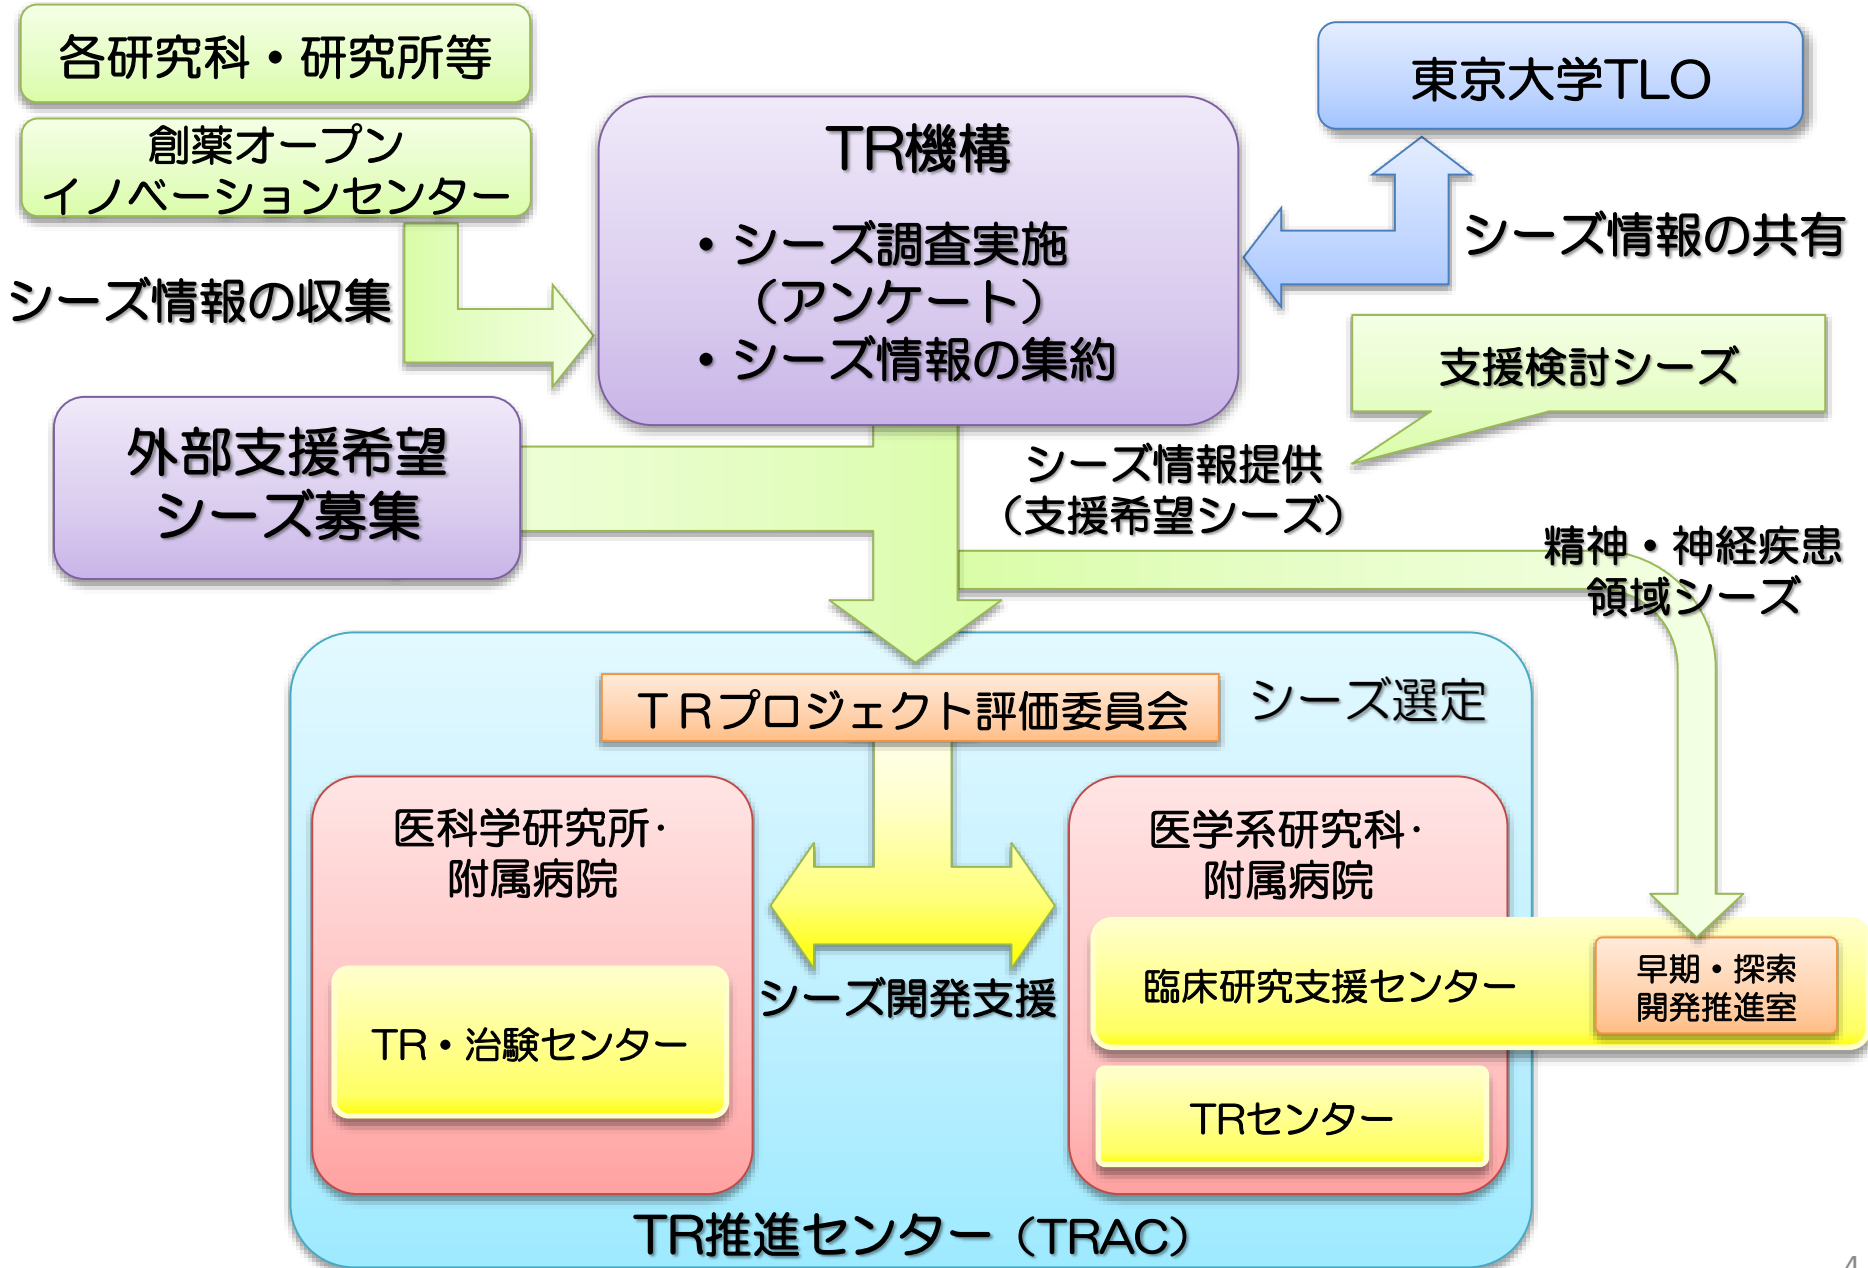 各研究科・研究所等
創薬オープン
イノベーションセンター
シーズ情報の収集
TR機構
・シーズ調査実施
（アンケート）
・シーズ情報の集約
東京大学TLO
シーズ情報の共有
支援検討シーズ
外部支援希望
シーズ募集
シーズ情報提供
（支援希望シーズ）
精神・神経疾患
領域シーズ
ＴＲプロジェクト評価委員会
シーズ選定
医科学研究所・
附属病院
TR・治験センター
シーズ開発支援
医学系研究科・
附属病院
臨床研究支援センター
早期・探索
開発推進室
TRセンター
TR推進センター（TRAC）
4